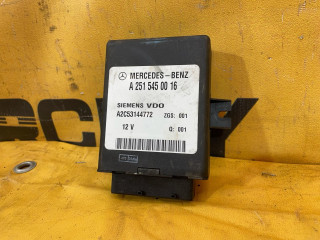 MERCEDES-BENZ
A 251 545 00 16
SIEMENS VDO
A2C53144772 ZGS: 001
12 V Q: 001